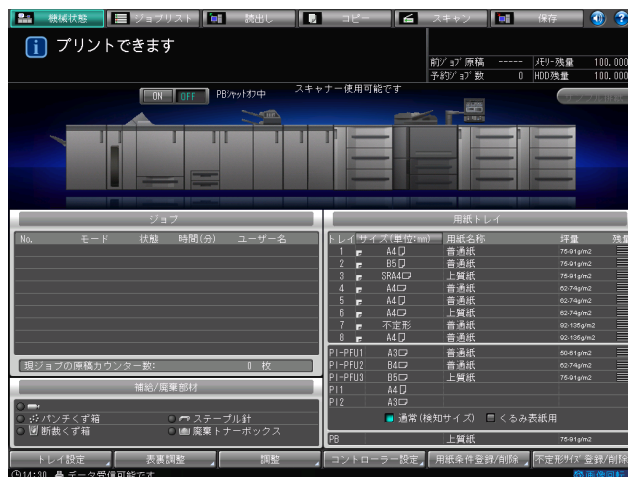 機械状態 ジョブリスト 読出し コピー スキャン 保存
プリントできます
前ｼﾞｮﾌﾞ原稿 ----- ﾒﾓﾘｰ残量 100.000
予約ｼﾞｮﾌﾞ数 0 HDD残量 100.000
スキャナー使用可能です
ON OFF PBｼｬｯﾄｵﾌ中
ジョブ
No. モード 状態 時間(分) ユーザー名
現ジョブの原稿カウンター数: 0 枚
補給/廃棄部材
パンチくず箱 ステープル針
断裁くず箱 廃棄トナーボックス
用紙トレイ
トレイ サイズ(単位:mm) 用紙名称 坪量 残量
1 A4 普通紙 75-91g/m2
2 B5 普通紙 75-91g/m2
3 SRA4 上質紙 75-91g/m2
4 A4 普通紙 62-74g/m2
5 A4 普通紙 62-74g/m2
6 A4 上質紙 62-74g/m2
7 不定形 普通紙 92-135g/m2
8 A4 普通紙 92-135g/m2
PI-PFU1 A3 普通紙 50-61g/m2
PI-PFU2 B4 普通紙 62-74g/m2
PI-PFU3 B5 上質紙 75-91g/m2
PI1 A4
PI2 A3
通常(検知サイズ) くるみ表紙用
PB 上質紙 75-91g/m2
トレイ設定 表裏調整 調整 コントローラー設定 用紙条件登録/削除 不定形ｻｲｽﾞ登録/削除
14:30 データ受信可能です 画像回転